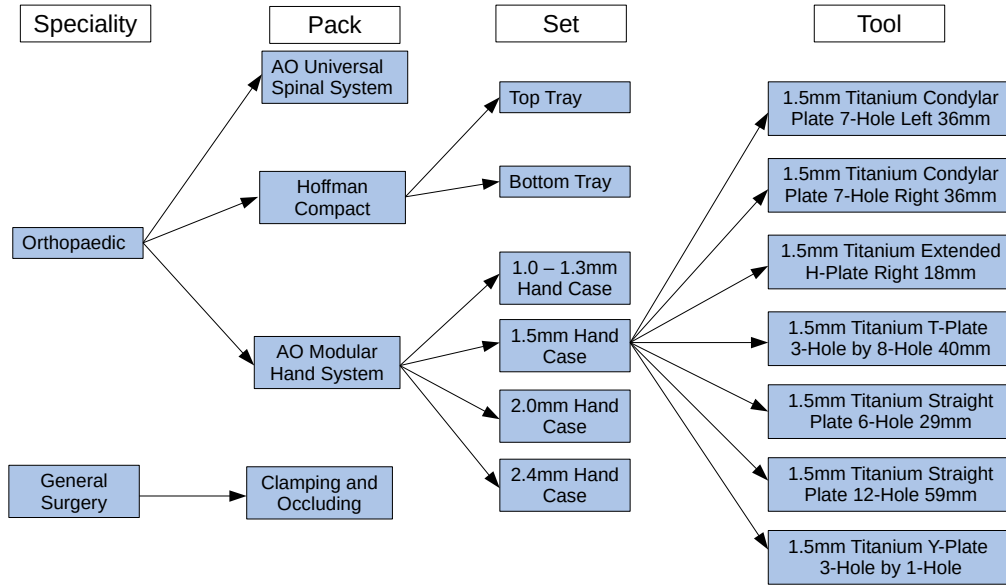 Speciality
Pack
Set
Tool
AO Universal
Spinal System
Hoffman
Compact
Orthopaedic
AO Modular
Hand System
General
Surgery
Clamping and
Occluding
Top Tray
Bottom Tray
1.0 – 1.3mm
Hand Case
1.5mm Hand
Case
2.0mm Hand
Case
2.4mm Hand
Case
1.5mm Titanium Condylar
Plate 7-Hole Left 36mm
1.5mm Titanium Condylar
Plate 7-Hole Right 36mm
1.5mm Titanium Extended
H-Plate Right 18mm
1.5mm Titanium T-Plate
3-Hole by 8-Hole 40mm
1.5mm Titanium Straight
Plate 6-Hole 29mm
1.5mm Titanium Straight
Plate 12-Hole 59mm
1.5mm Titanium Y-Plate
3-Hole by 1-Hole